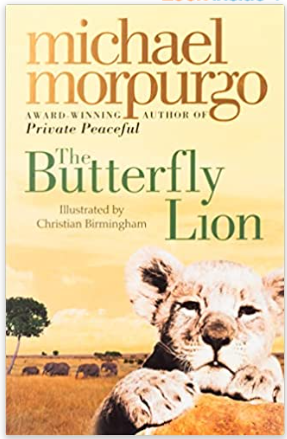 michael
morpurgo
AWARD-WINNING AUTHOR OF
Private Peaceful
The
Butterfly
Illustrated by
Christian Birmingham
Lion